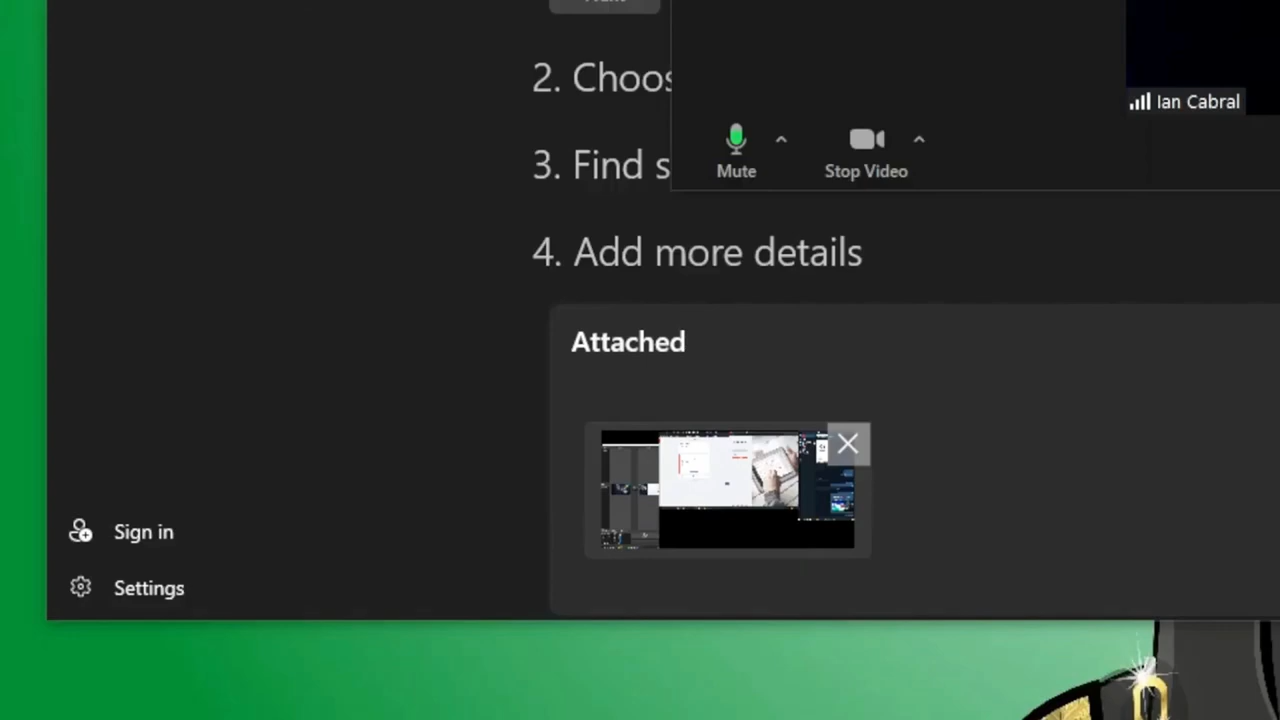 2. Choos
Ian Cabral
3. Find s
Mute
Stop Video
4. Add more details
Attached
Sign in
Settings